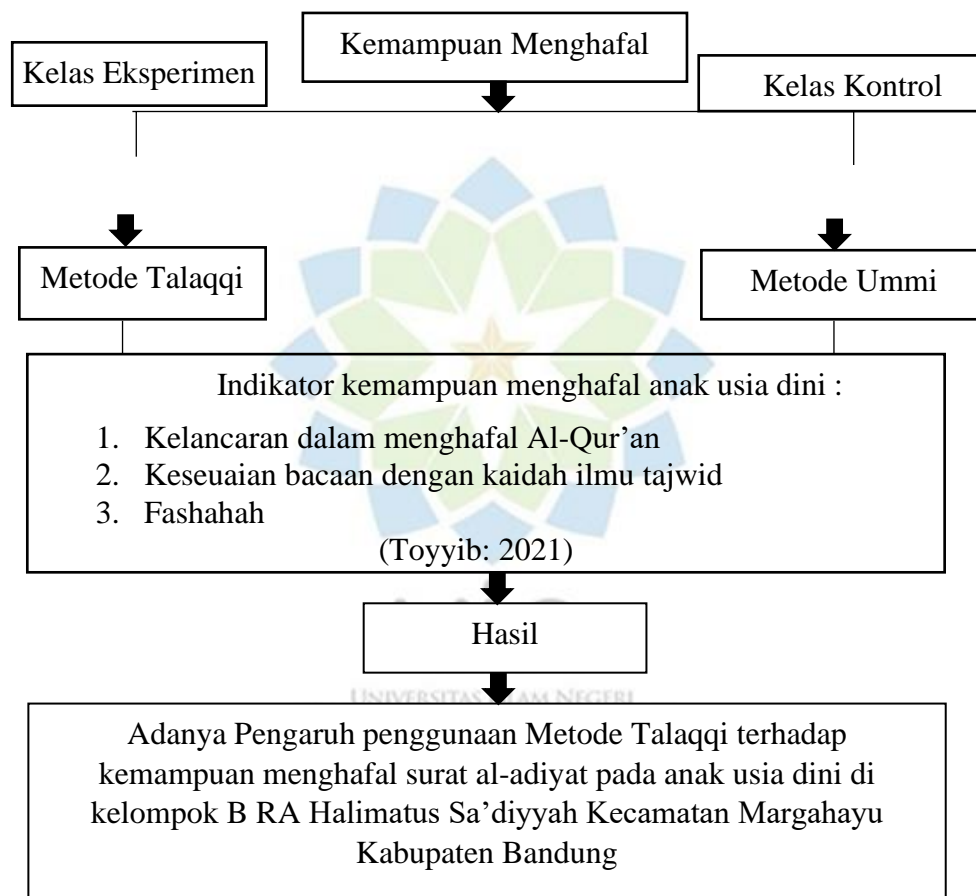 Kemampuan Menghafal
Kelas Eksperimen
Kelas Kontrol
Metode Talaqqi
Metode Ummi
Indikator kemampuan menghafal anak usia dini :
1. Kelancaran dalam menghafal Al-Qur’an
2. Keseuaian bacaan dengan kaidah ilmu tajwid
3. Fashahah
(Toyyib: 2021)
Hasil
UNIVERSITAS NEGERI
Adanya Pengaruh penggunaan Metode Talaqqi terhadap
kemampuan menghafal surat al-adiyat pada anak usia dini di
kelompok B RA Halimatus Sa’diyyah Kecamatan Margahayu
Kabupaten Bandung